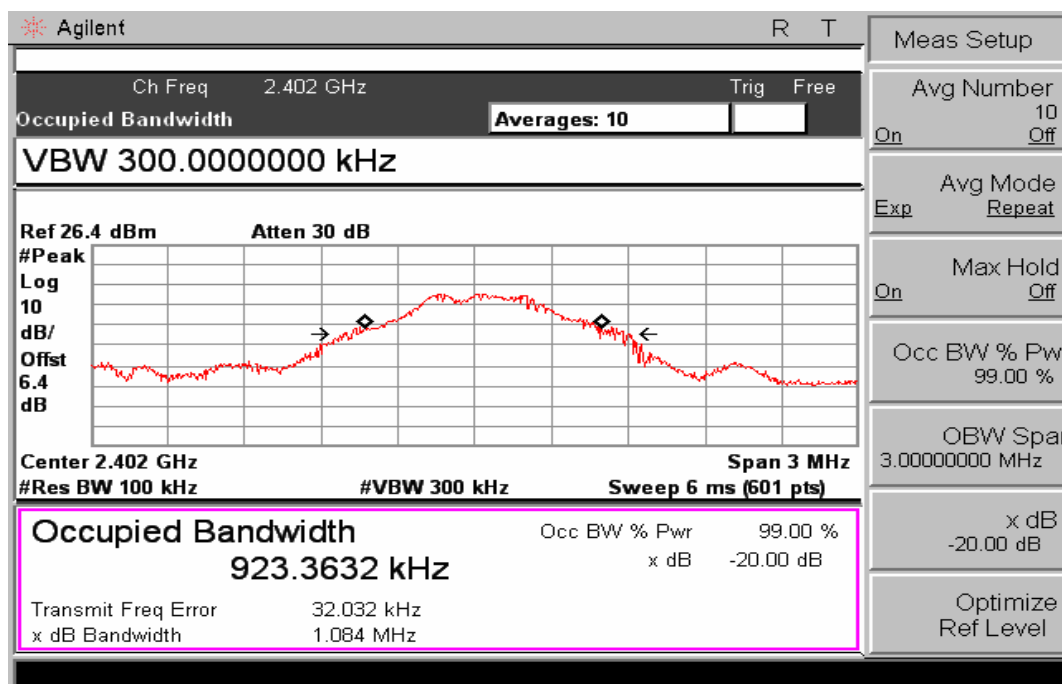 Agilent R T
Ch Freq 2.402 GHz Trig Free
Occupied Bandwidth Averages: 10
VBW 300.0000000 kHz
Ref 26.4 dBm Atten 30 dB
#Peak
Log
10
dB/
Offst
6.4
dB
Center 2.402 GHz Span 3 MHz
#Res BW 100 kHz #VBW 300 kHz Sweep 6 ms (601 pts)
Occupied Bandwidth
923.3632 kHz
Occ BW % Pwr 99.00 %
x dB -20.00 dB
Transmit Freq Error 32.032 kHz
x dB Bandwidth 1.084 MHz
Meas Setup
Avg Number
10
On Off
Avg Mode
Exp Repeat
Max Hold
On Off
Occ BW % Pw
99.00 %
OBW Spa
3.00000000 MHz
x dB
-20.00 dB
Optimize
Ref Level